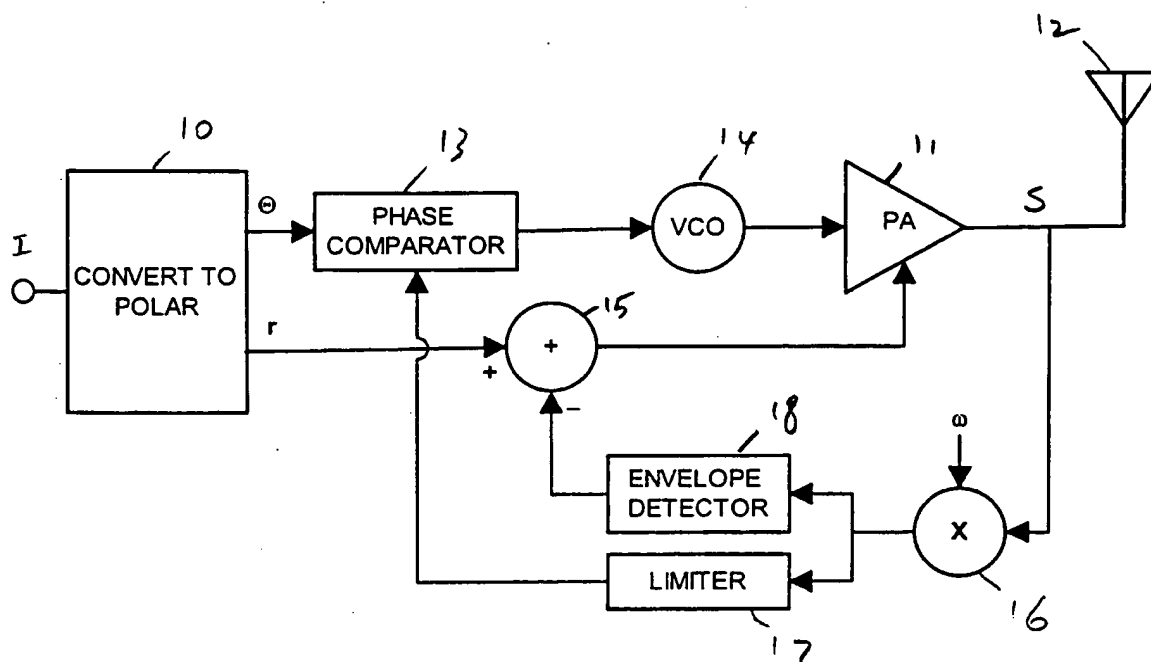 12
10
13
14
11
Θ
PHASE
COMPARATOR
VCO
PA
S
I
CONVERT TO
POLAR
r
15
+
+
-
18
ω
ENVELOPE
DETECTOR
X
LIMITER
16
17